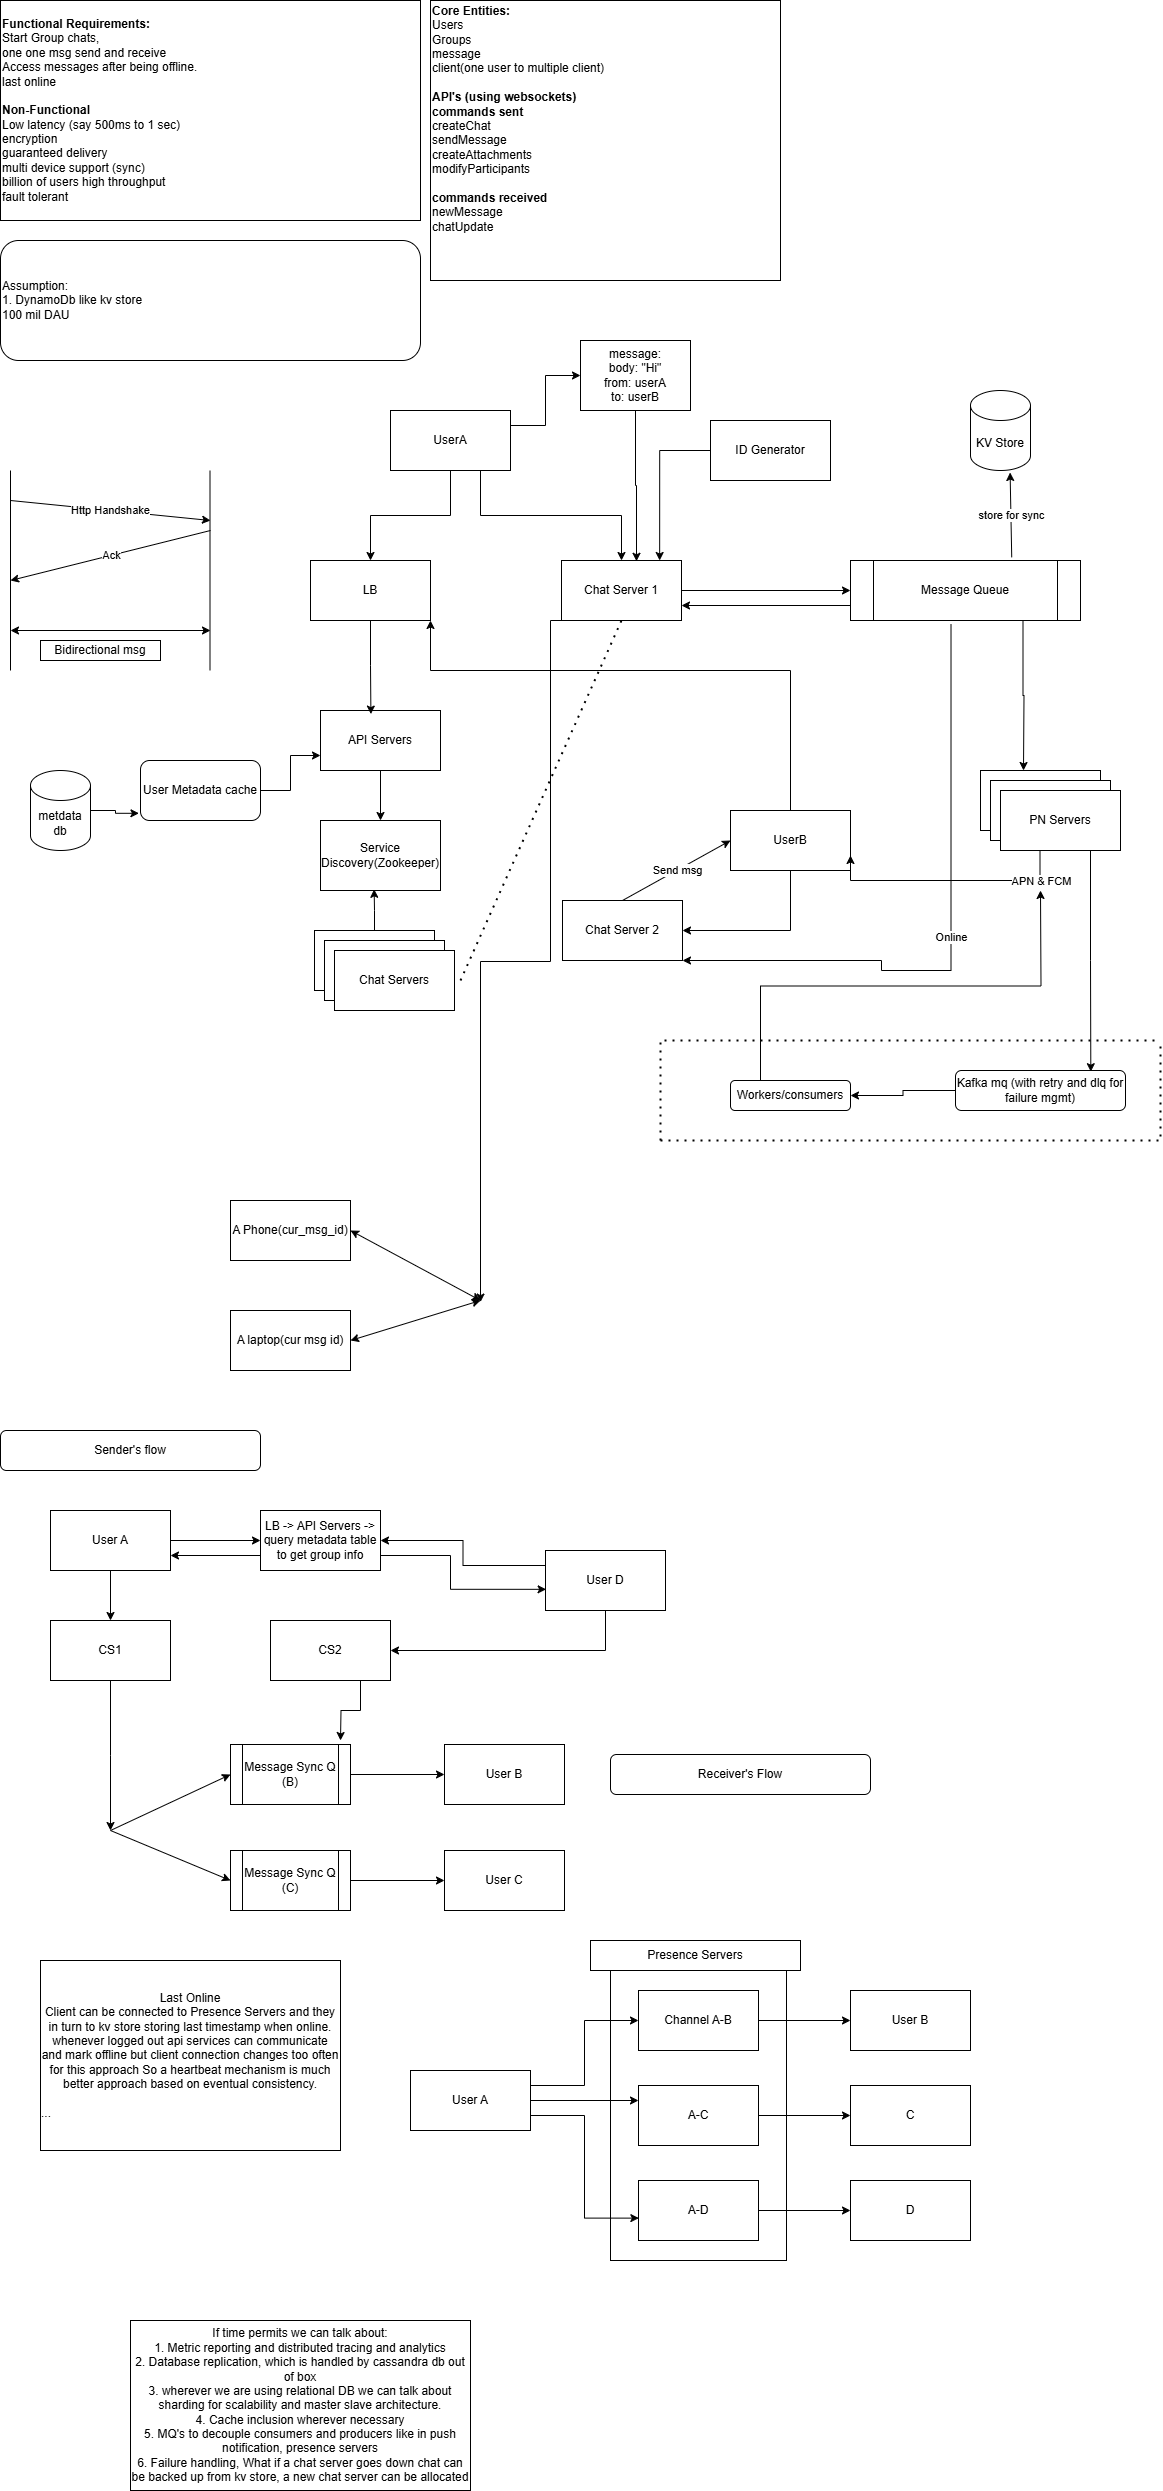 Functional Requirements:
Start Group chats,
one one msg send and receive
Access messages after being offline.
last online
Non-Functional
Low latency (say 500ms to 1 sec)
encryption
guaranteed delivery
multi device support (sync)
billion of users high throughput
fault tolerant
Core Entities:
Users
Groups
message
client(one user to multiple client)
API's (using websockets)
commands sent
createChat
sendMessage
createAttachments
modifyParticipants
commands received
newMessage
chatUpdate
Assumption:
1. DynamoDb like kv store
100 mil DAU
message:
body: "Hi"
from: userA
to: userB
UserA
ID Generator
KV Store
store for sync
Http Handshake
Ack
Bidirectional msg
LB
Chat Server 1
Message Queue
API Servers
User Metadata cache
metdata
db
Service
Discovery(Zookeeper)
Chat Servers
UserB
Send msg
Chat Server 2
Online
PN Servers
APN & FCM
Workers/consumers
Kafka mq (with retry and dlq for
failure mgmt)
A Phone(cur_msg_id)
A laptop(cur msg id)
Sender's flow
User A
LB -> API Servers ->
query metadata table
to get group info
User D
CS1
CS2
Message Sync Q
(B)
User B
Receiver's Flow
Message Sync Q
(C)
User C
Last Online
Client can be connected to Presence Servers and they
in turn to kv store storing last timestamp when online.
whenever logged out api services can communicate
and mark offline but client connection changes too often
for this approach So a heartbeat mechanism is much
better approach based on eventual consistency.
...
Presence Servers
User A
Channel A-B
User B
A-C
C
A-D
D
If time permits we can talk about:
1. Metric reporting and distributed tracing and analytics
2. Database replication, which is handled by cassandra db out
of box
3. wherever we are using relational DB we can talk about
sharding for scalability and master slave architecture.
4. Cache inclusion wherever necessary
5. MQ's to decouple consumers and producers like in push
notification, presence servers
6. Failure handling, What if a chat server goes down chat can
be backed up from kv store, a new chat server can be allocated